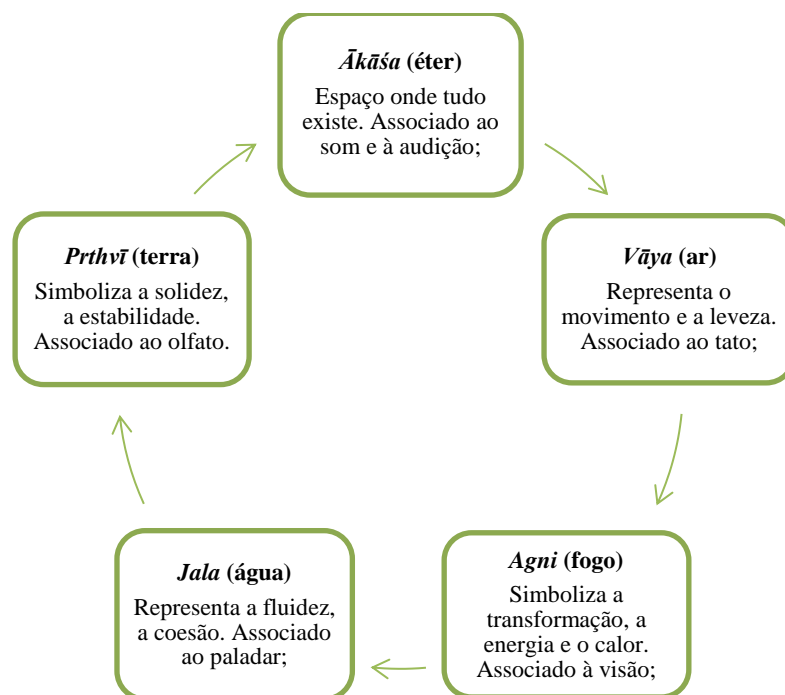 Ākāśa (éter)
Espaço onde tudo
existe. Associado ao
som e à audição;
Vāya (ar)
Representa o
movimento e a leveza.
Associado ao tato;
Agni (fogo)
Simboliza a
transformação, a
energia e o calor.
Associado à visão;
Jala (água)
Representa a fluidez,
a coesão. Associado
ao paladar;
Prthvī (terra)
Simboliza a solidez,
a estabilidade.
Associado ao olfato.